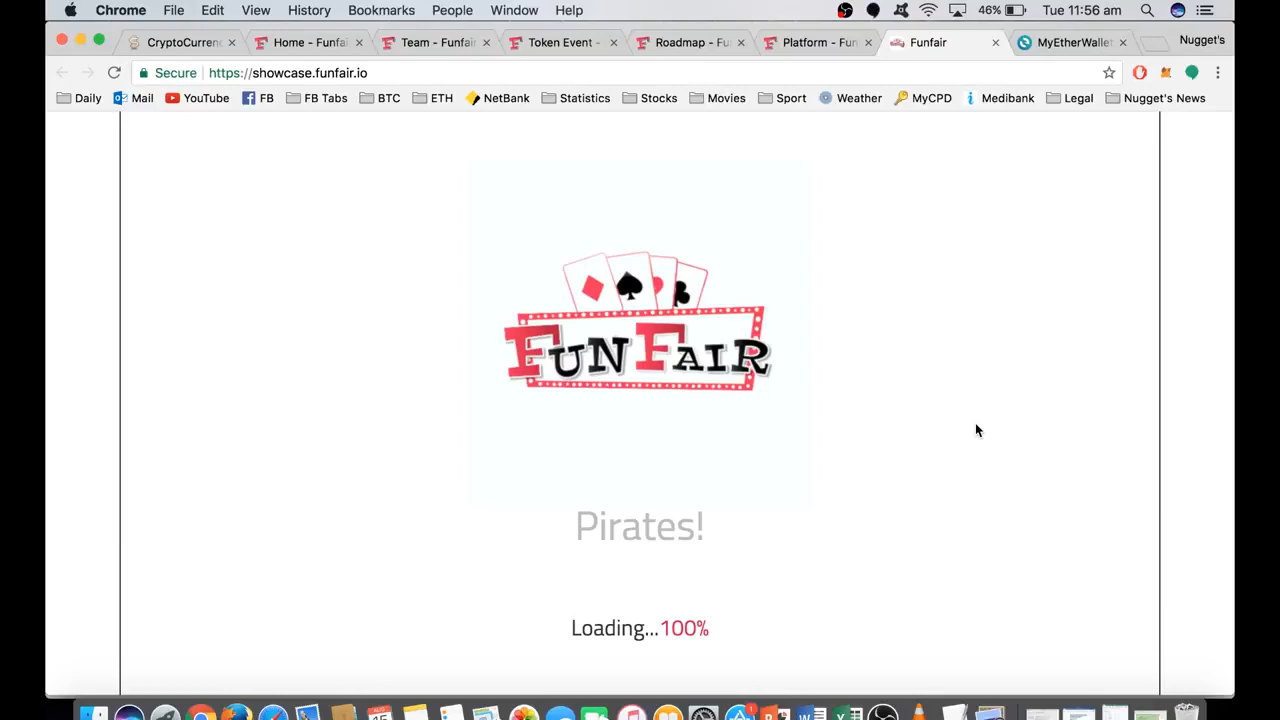 Chrome File Edit View History Bookmarks People Window Help 46% Tue 11:56 am
CryptoCurrenc Home - Funfai Team - Funfair Token Event - Roadmap - Fu Platform - Fun Funfair MyEtherWallet Nugget's
Secure https://showcase.funfair.io
Daily Mail YouTube FB FB Tabs BTC ETH NetBank Statistics Stocks Movies Sport Weather MyCPD Medibank Legal Nugget's News
FUN FAIR
Pirates!
Loading...100%